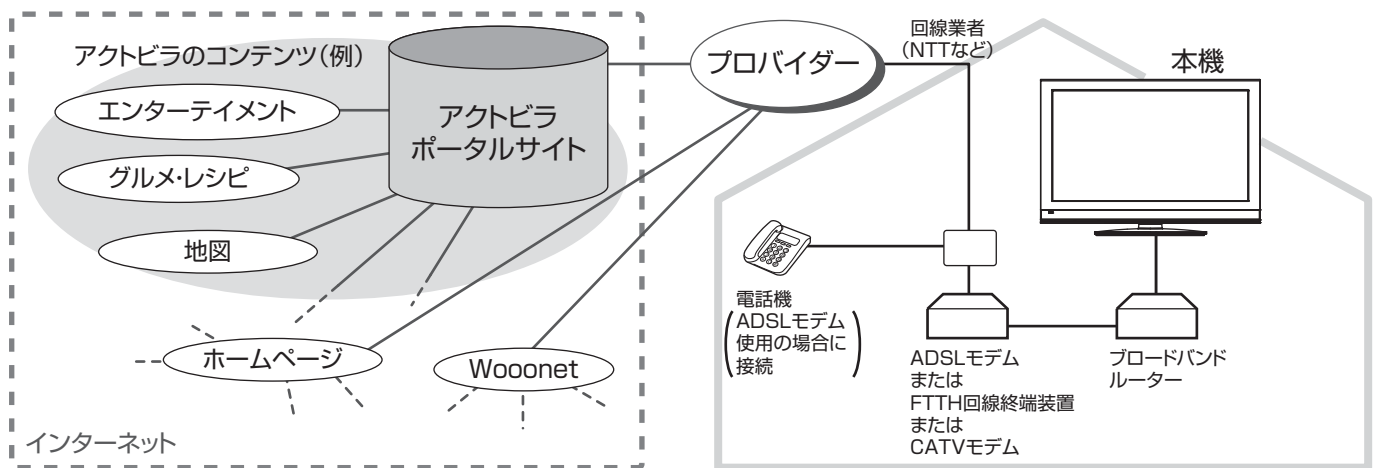 アクトビラのコンテンツ(例)
エンターテイメント
グルメ・レシピ
地図
アクトビラ
ポータルサイト
ホームページ
Wooonet
インターネット
プロバイダー
回線業者
(NTTなど)
本機
電話機
(ADSLモデム
使用の場合に
接続)
ADSLモデム
または
FTTH回線終端装置
または
CATVモデム
ブロードバンド
ルーター